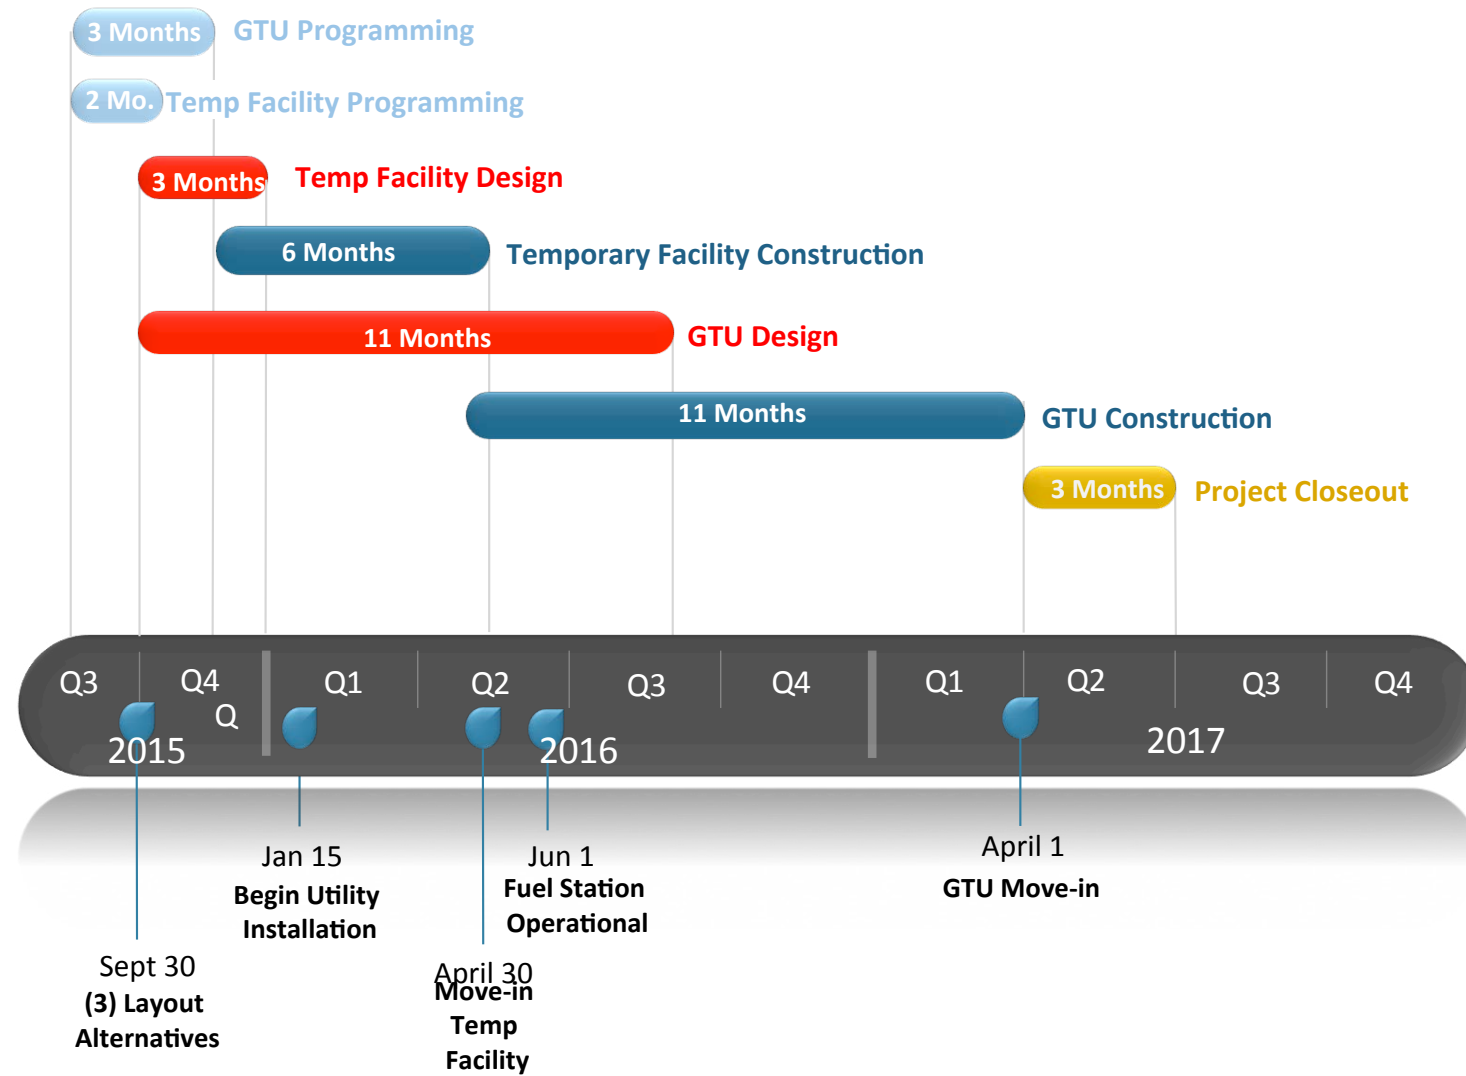 3 Months GTU Programming
2 Mo. Temp Facility Programming
3 Months Temp Facility Design
6 Months Temporary Facility Construction
11 Months GTU Design
11 Months GTU Construction
3 Months Project Closeout
Q3 Q4 Q1 Q2 Q3 Q4 Q1 Q2 Q3 Q4
Q
2015 2016 2017
Jan 15
Begin Utility
Installation
Jun 1
Fuel Station
Operational
April 1
GTU Move-in
Sept 30
(3) Layout
Alternatives
April 30
Move-in
Temp
Facility